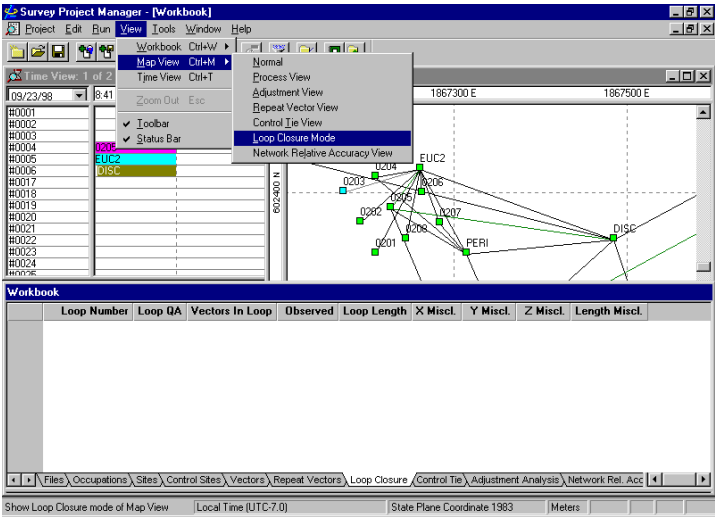 Survey Project Manager - [Workbook]
Project Edit Run View Tools Window Help
Workbook Ctrl+W
Map View Ctrl+M
Time View Ctrl+T
Zoom Out Esc
Toolbar
Status Bar
Normal
Process View
Adjustment View
Repeat Vector View
Control Tie View
Loop Closure Mode
Network Relative Accuracy View
Time View: 1 of 2
09/23/98
8:41
#0001
#0002
#0003
#0004
#0005
#0006
#0017
#0018
#0019
#0020
#0021
#0022
#0023
#0024
#0025
0205
EUC2
DISC
1867300 E
1867500 E
602400 N
EUC2
0204
0203
0206
0205
0202
0207
0208
0201
PERI
DISC
Workbook
Loop Number Loop QA Vectors In Loop Observed Loop Length X Miscl. Y Miscl. Z Miscl. Length Miscl.
Files Occupations Sites Control Sites Vectors Repeat Vectors Loop Closure Control Tie Adjustment Analysis Network Rel. Acc
Show Loop Closure mode of Map View Local Time (UTC-7.0) State Plane Coordinate 1983 Meters